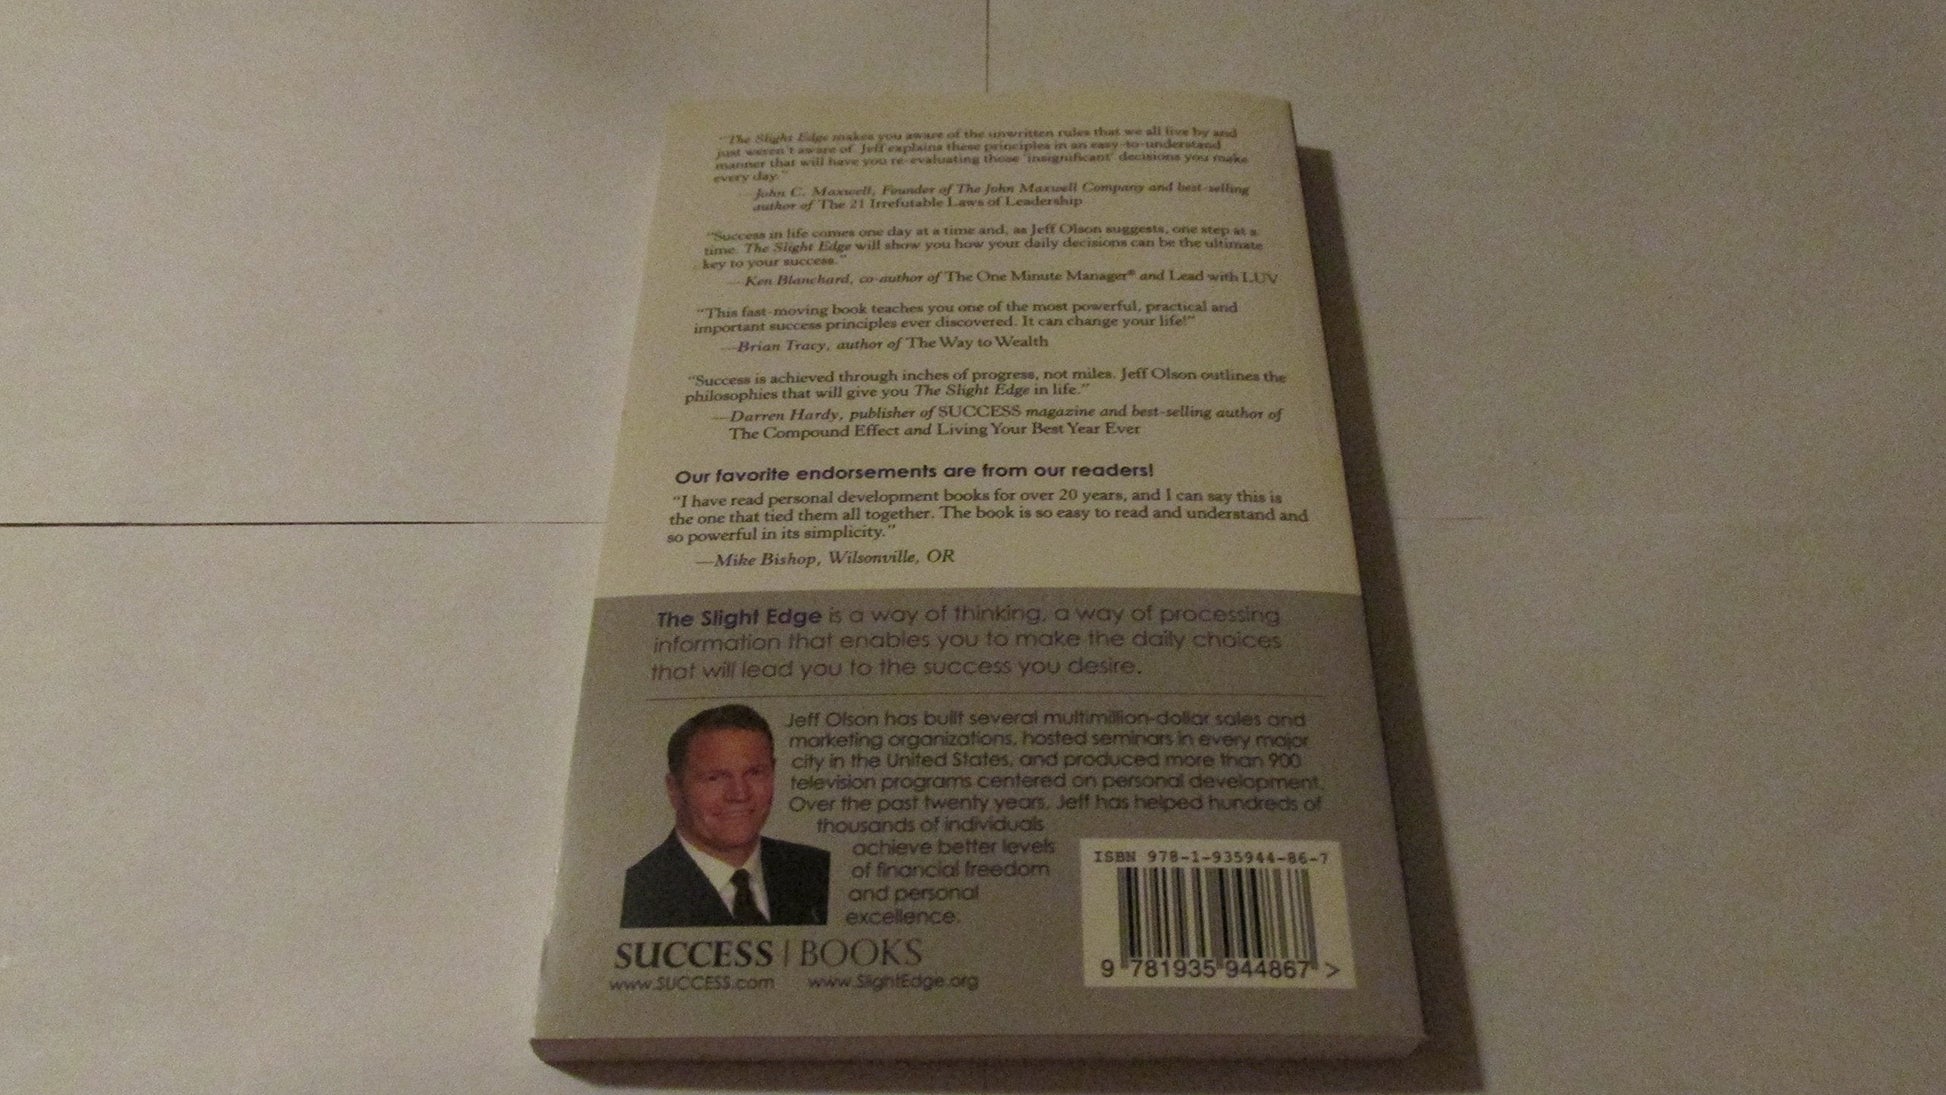 "The Slight Edge makes you aware of the unwritten rules that we all live by and
just weren't aware of. Jeff explains these principles in an easy-to-understand
manner that will have you re-evaluating those 'insignificant' decisions you make
every day."
—John C. Maxwell, Founder of The John Maxwell Company and best-selling
author of The 21 Irrefutable Laws of Leadership
"Success in life comes one day at a time and, as Jeff Olson suggests, one step at a
time. The Slight Edge will show you how your daily decisions can be the ultimate
key to your success."
—Ken Blanchard, co-author of The One Minute Manager® and Lead with LUV
"This fast-moving book teaches you one of the most powerful, practical and
important success principles ever discovered. It can change your life!"
—Brian Tracy, author of The Way to Wealth
"Success is achieved through inches of progress, not miles. Jeff Olson outlines the
philosophies that will give you The Slight Edge in life."
—Darren Hardy, publisher of SUCCESS magazine and best-selling author of
The Compound Effect and Living Your Best Year Ever
Our favorite endorsements are from our readers!
"I have read personal development books for over 20 years, and I can say this is
the one that tied them all together. The book is so easy to read and understand and
so powerful in its simplicity."
—Mike Bishop, Wilsonville, OR
The Slight Edge is a way of thinking, a way of processing
information that enables you to make the daily choices
that will lead you to the success you desire.
Jeff Olson has built several multimillion-dollar sales and
marketing organizations, hosted seminars in every major
city in the United States, and produced more than 900
television programs centered on personal development.
Over the past twenty years, Jeff has helped hundreds of
thousands of individuals
achieve better levels
of financial freedom
and personal
excellence.
SUCCESS | BOOKS
www.SUCCESS.com www.SlightEdge.org
ISBN 978-1-935944-86-7
9 781935 944867 >